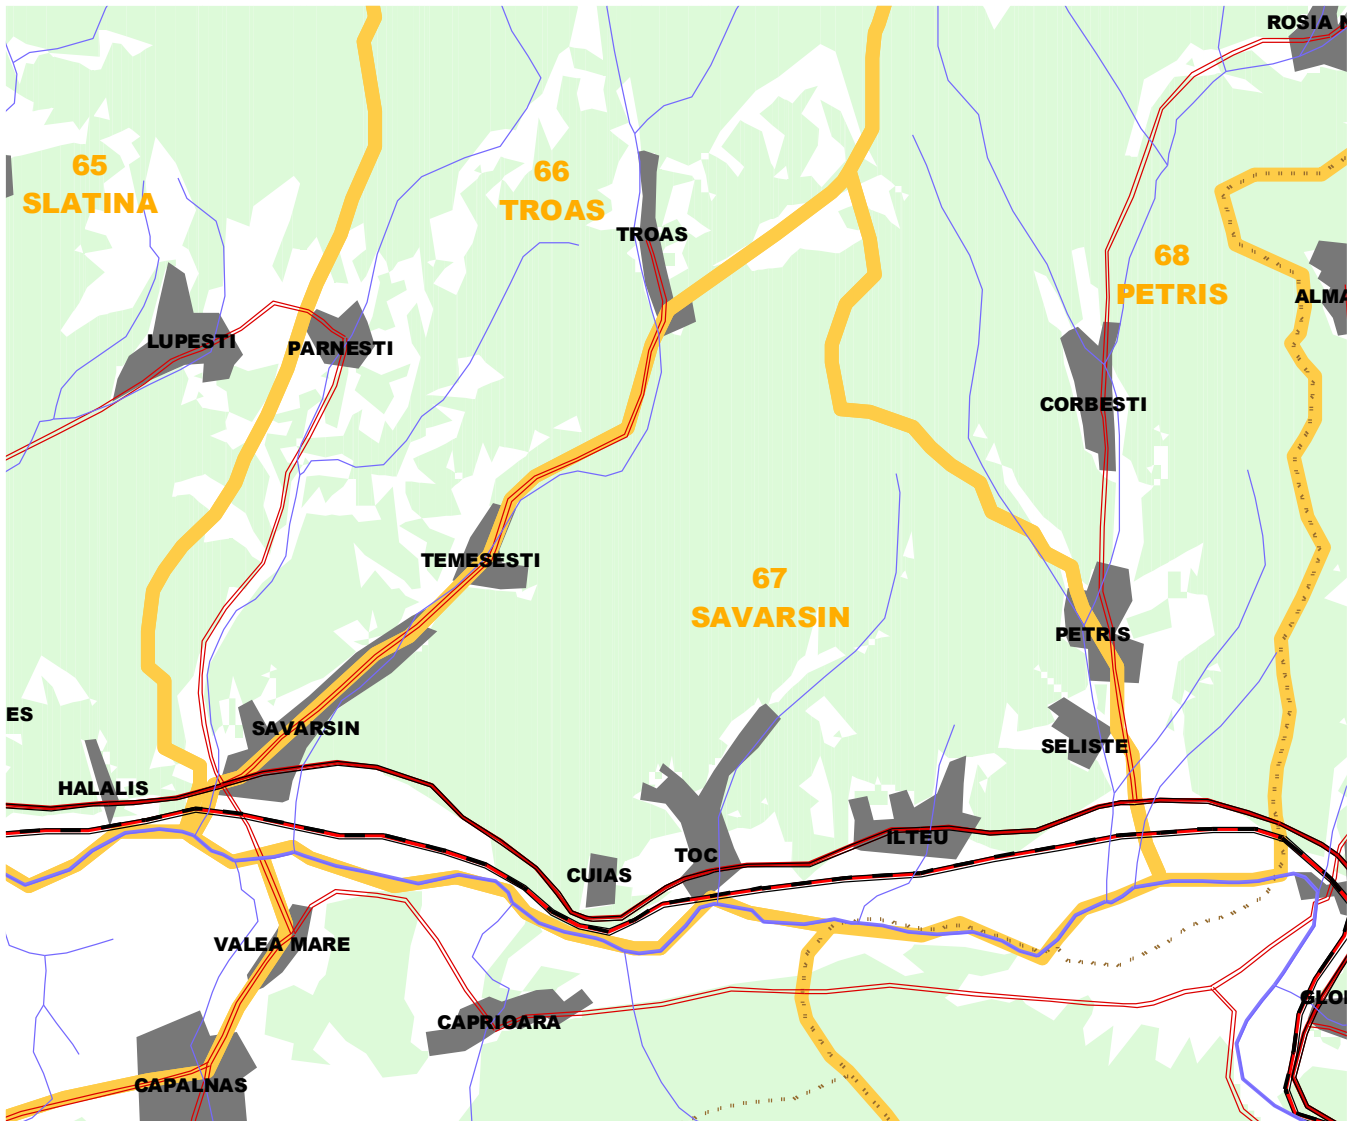 ROSIA N
65
SLATINA
66
TROAS
TROAS
68
PETRIS
ALMA
LUPESTI
PARNESTI
CORBESTI
TEMESESTI
67
SAVARSIN
PETRIS
ES
SAVARSIN
SELISTE
HALALIS
ILTEU
TOC
CUIAS
VALEA MARE
GLO
CAPRIOARA
CAPALNAS